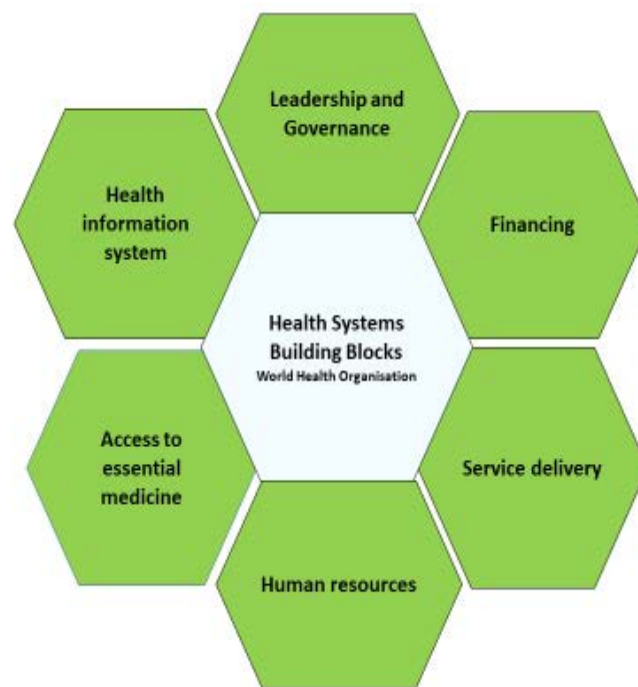 Leadership and
Governance
Health
information
system
Financing
Health Systems
Building Blocks
World Health Organisation
Access to
essential
medicine
Service delivery
Human resources